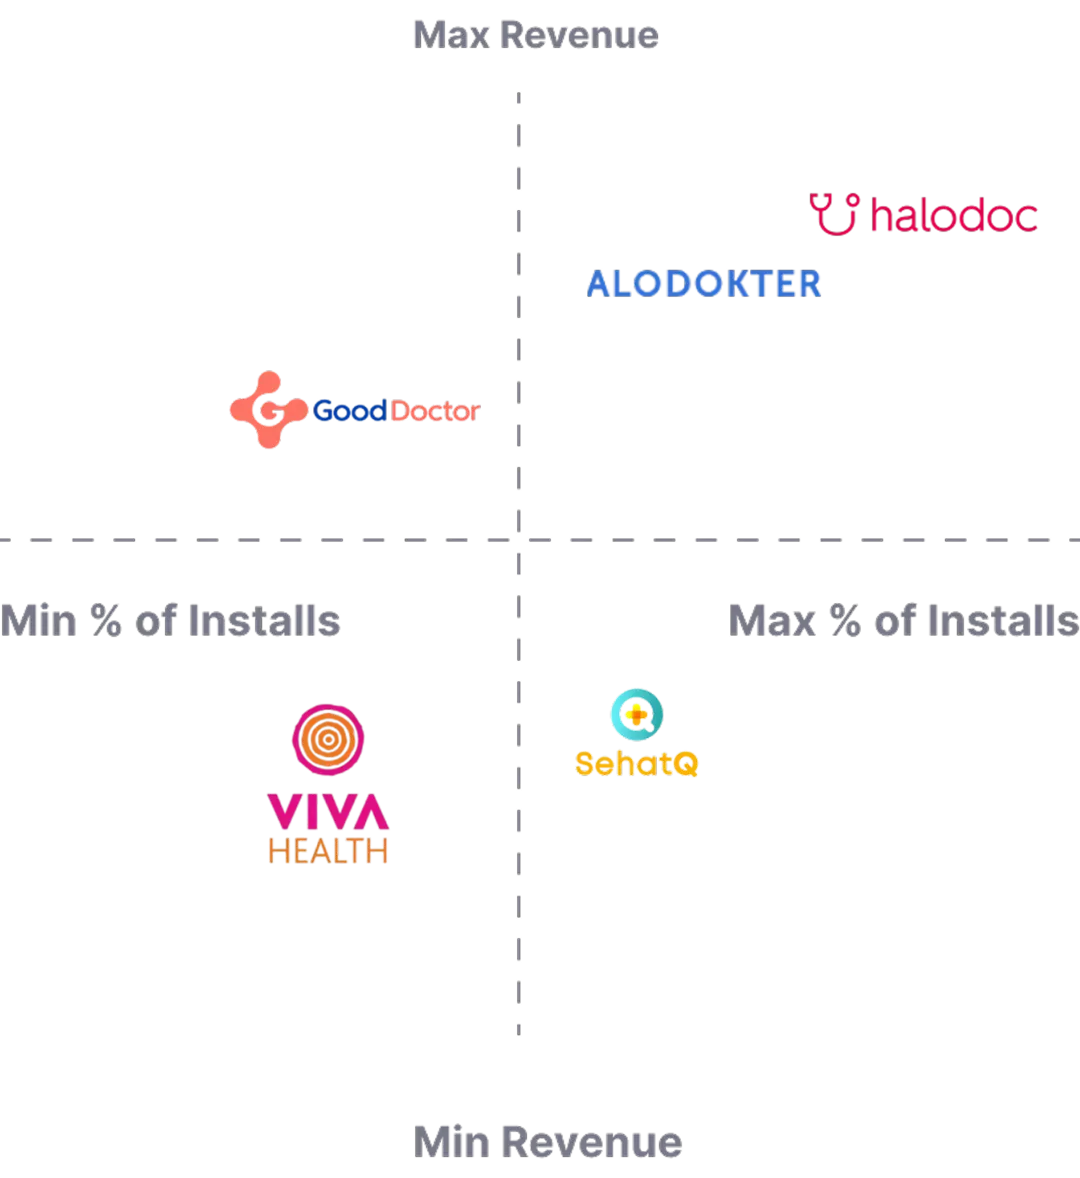 Max Revenue
halodoc
ALODOKTER
GoodDoctor
Min % of Installs
Max % of Installs
SehatQ
VIVA
HEALTH
Min Revenue